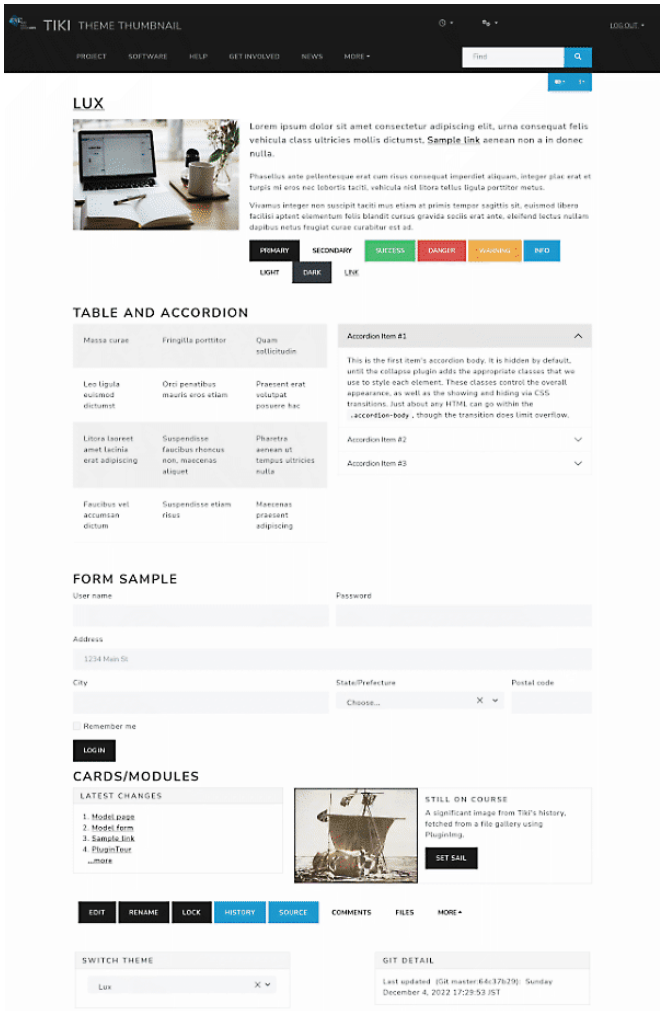 TIKI THEME THUMBNAIL
LOG OUT
PROJECT SOFTWARE HELP GET INVOLVED NEWS MORE
Find
LUX
Lorem ipsum dolor sit amet consectetur adipiscing elit, urna consequat felis
vehicula class ultricies mollis dictumst, Sample link aenean non a in donec
nulla.
Phasellus ante pellentesque erat cum risus consequat imperdiet aliquam, integer plac erat et
turpis mi eros nec lobortis taciti, vehicula nisl litora tellus ligula porttitor metus.
Vivamus integer non suscipit taciti mus etiam at primis tempor sagittis sit, euismod libera
facilisi aptent elementum felis blandit cursus gravida sociis erat ante, eleifend lectus nullam
dapibus netus feugiat curae curabitur est ad.
PRIMARY SECONDARY SUCCESS DANGER WARNING INFO
LIGHT DARK LINK
TABLE AND ACCORDION
Massa curae
Fringilla porttitor
Quam
sollicitudin
Leo ligula
euismod
dictumst
Orci penatibus
mauris eros etiam
Praesent erat
volutpat
posuere hac
Litora laoreet
amet lacinia
erat adipiscing
Suspendisse
faucibus rhoncus
non, maecenas
aliquet
Pharetra
aenean ut
tempus ultricies
nulla
Faucibus vel
accumsan
dictum
Suspendisse etiam
risus
Maecenas
praesent
adipiscing
Accordion Item #1
This is the first item's accordion body. It is hidden by default,
until the collapse plugin adds the appropriate classes that we
use to style each element. These classes control the overall
appearance, as well as the showing and hiding via CSS
transitions. Just about any HTML can go within the
.accordion-body, though the transition does limit overflow.
Accordion Item #2
Accordion Item #3
FORM SAMPLE
User name
Password
Address
1234 Main St
City
State/Prefecture
Postal code
Choose...
Remember me
LOG IN
CARDS/MODULES
LATEST CHANGES
1. Model page
2. Model form
3. Sample link
4. PluginTour
...more
STILL ON COURSE
A significant image from Tiki's history,
fetched from a file gallery using
PluginImg.
SET SAIL
EDIT RENAME LOCK HISTORY SOURCE COMMENTS FILES MORE
SWITCH THEME
Lux
GIT DETAIL
Last updated (Git master:64c37b29): Sunday
December 4, 2022 17:29:53 JST